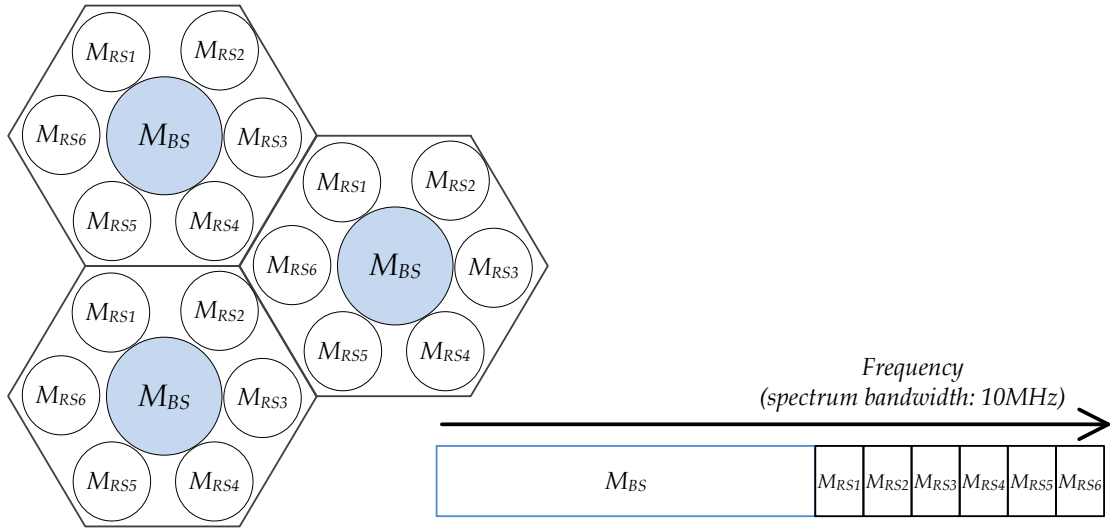 M_RS1 M_RS2
M_RS6 M_BS M_RS3
M_RS5 M_RS4
M_RS1 M_RS2
M_RS6 M_BS M_RS3
M_RS5 M_RS4
M_RS1 M_RS2
M_RS6 M_BS M_RS3
M_RS5 M_RS4
Frequency
(spectrum bandwidth: 10MHz)
M_BS M_RS1 M_RS2 M_RS3 M_RS4 M_RS5 M_RS6